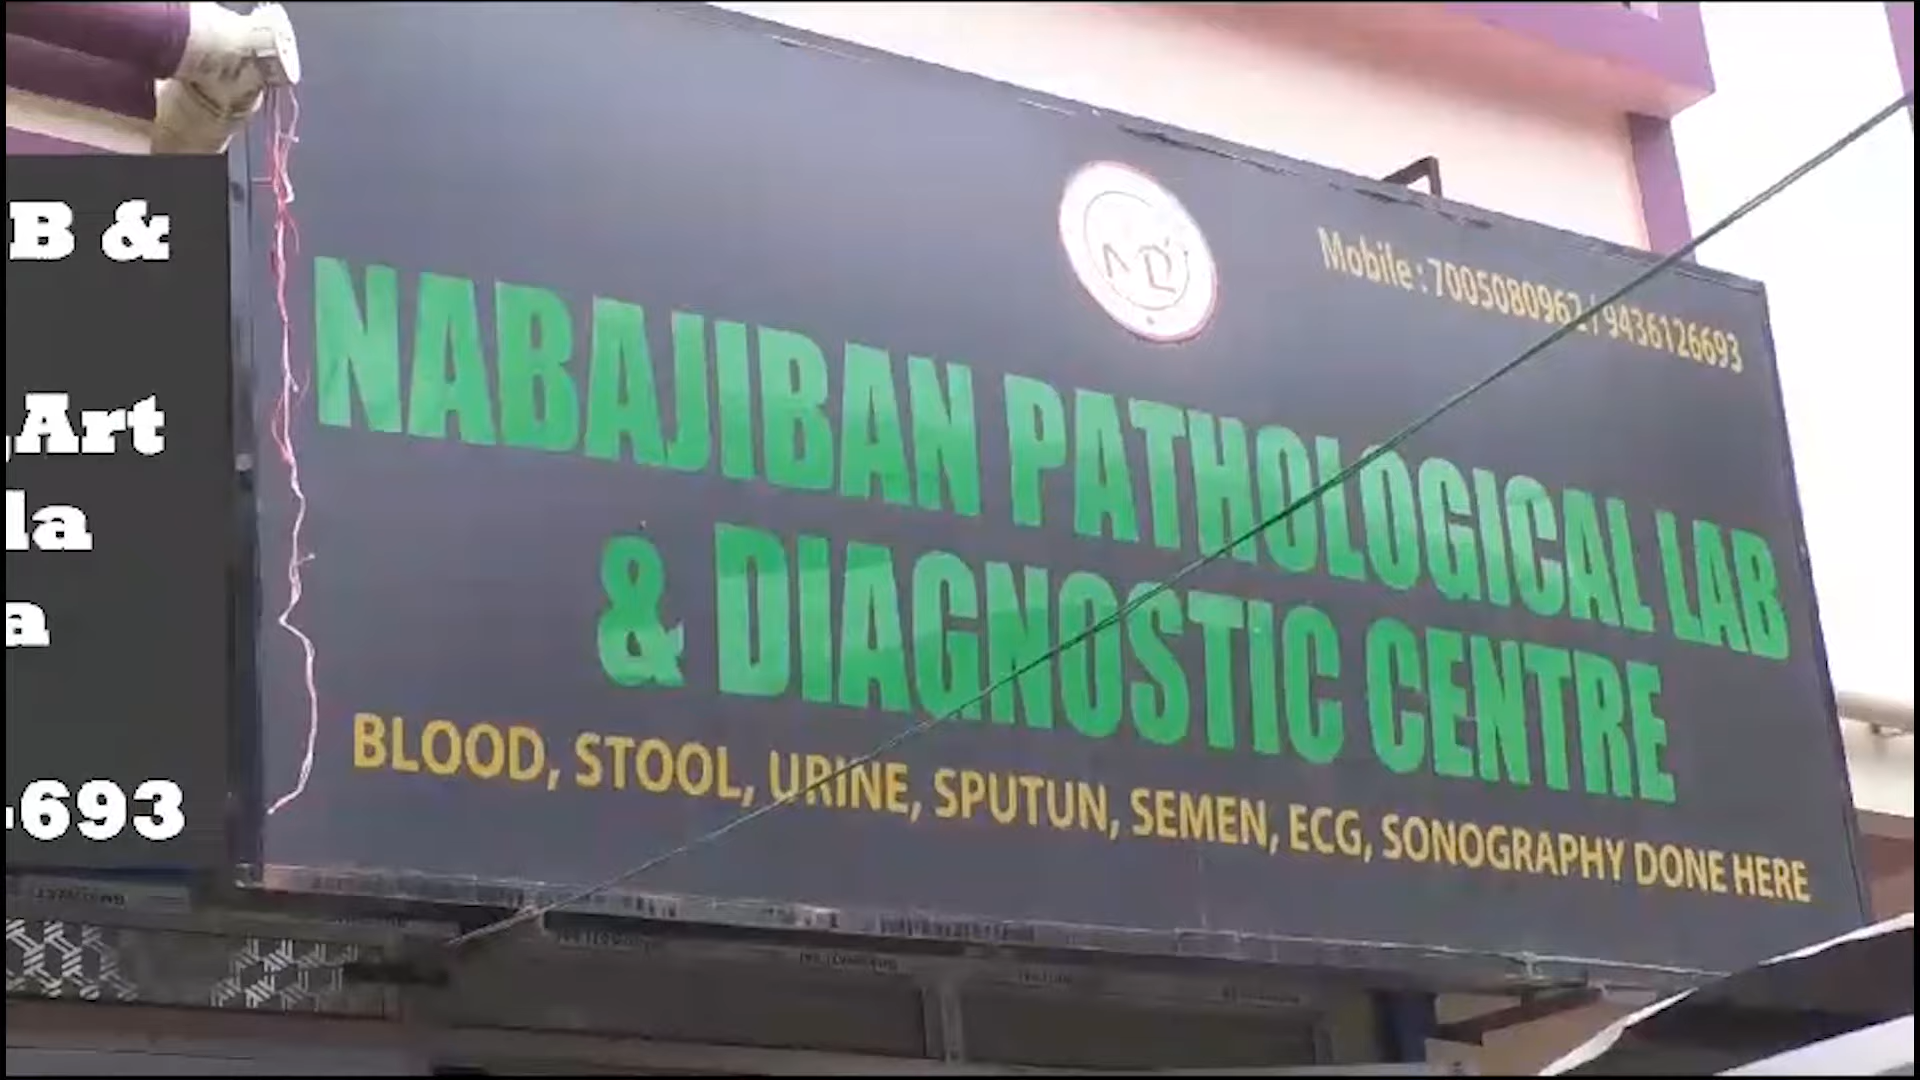 B &
Art
la
a
-693
Mobile : 7005080962 / 9436126693
NABAJIBAN PATHOLOGICAL LAB
& DIAGNOSTIC CENTRE
BLOOD, STOOL, URINE, SPUTUN, SEMEN, ECG, SONOGRAPHY DONE HERE